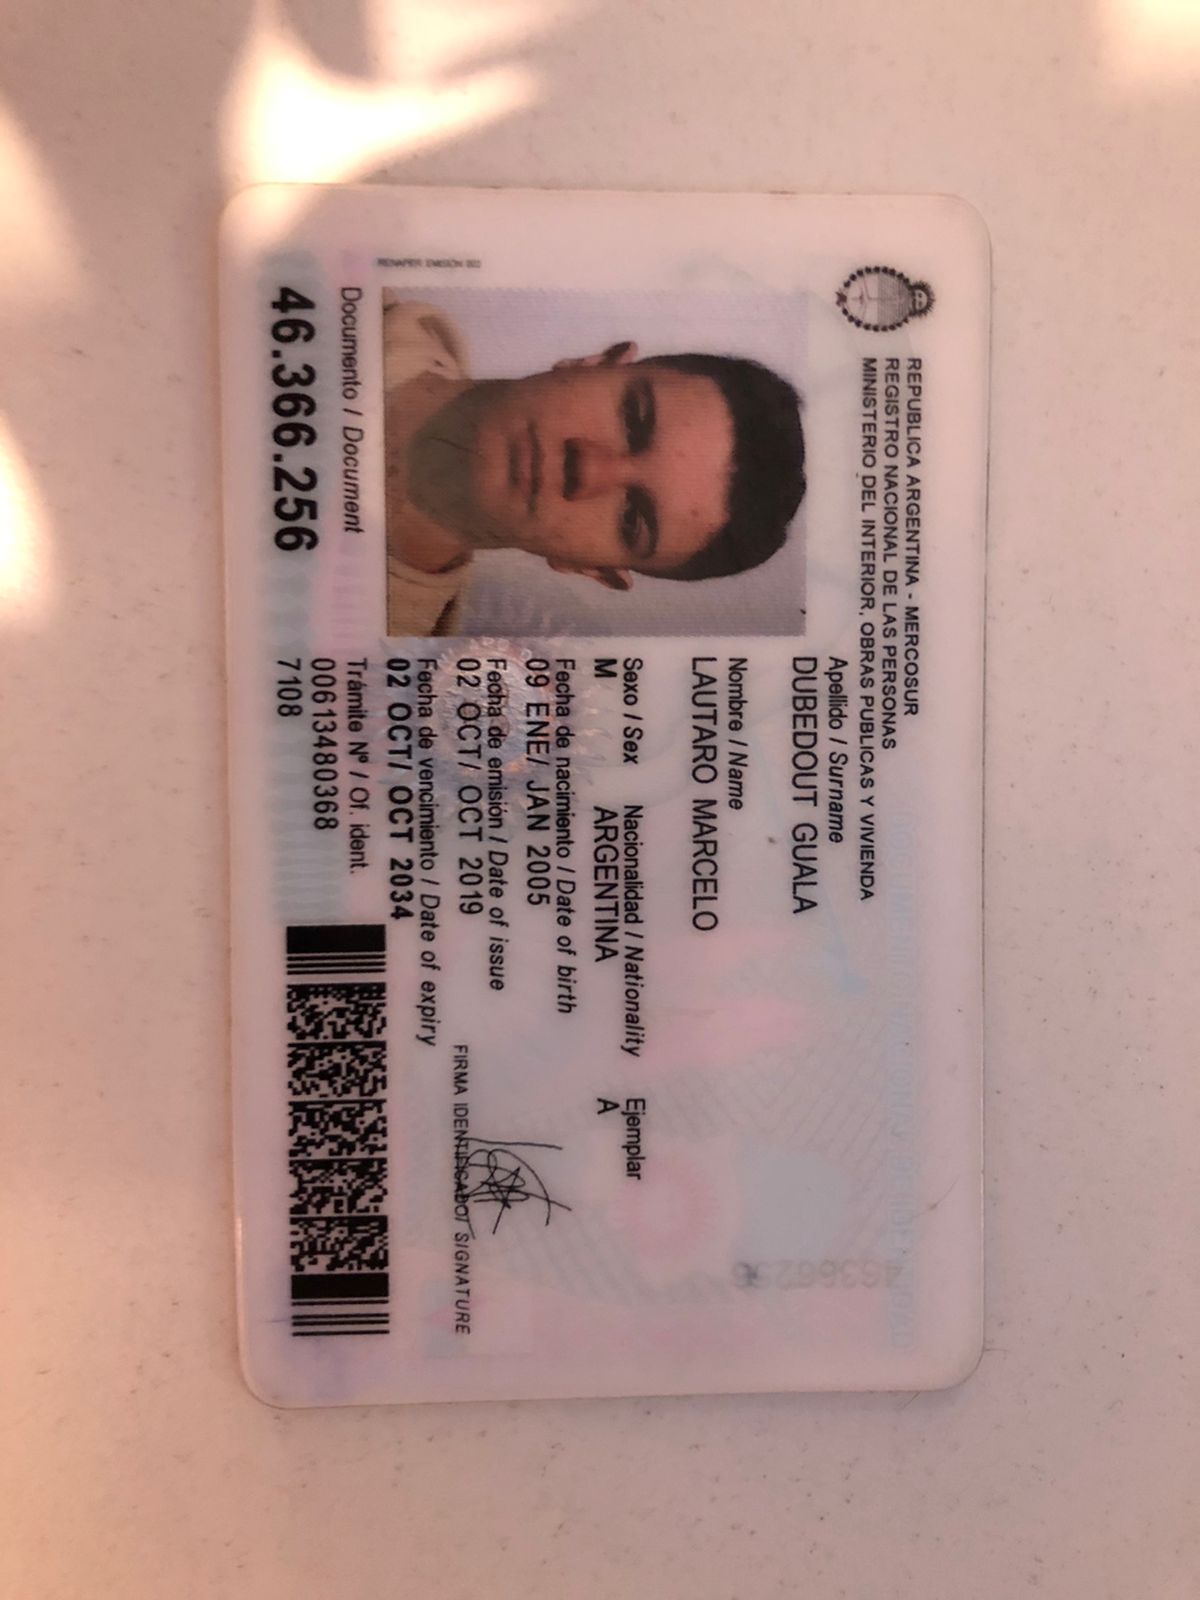 REPUBLICA ARGENTINA - MERCOSUR
REGISTRO NACIONAL DE LAS PERSONAS
MINISTERIO DEL INTERIOR, OBRAS PUBLICAS Y VIVIENDA
DOCUMENTO NACIONAL DE IDENTIDAD
Apellido / Surname
DUBEDOUT GUALA
Nombre / Name
LAUTARO MARCELO
Sexo / Sex Nacionalidad / Nationality Ejemplar
M ARGENTINA A
Fecha de nacimiento / Date of birth
09 ENE/ JAN 2005
Fecha de emisión / Date of issue
02 OCT/ OCT 2019
FIRMA IDENTIFICADO/ SIGNATURE
Fecha de vencimiento / Date of expiry
02 OCT/ OCT 2034
Documento / Document
46.366.256
Trámite Nº / Of. ident.
00613480368
7108